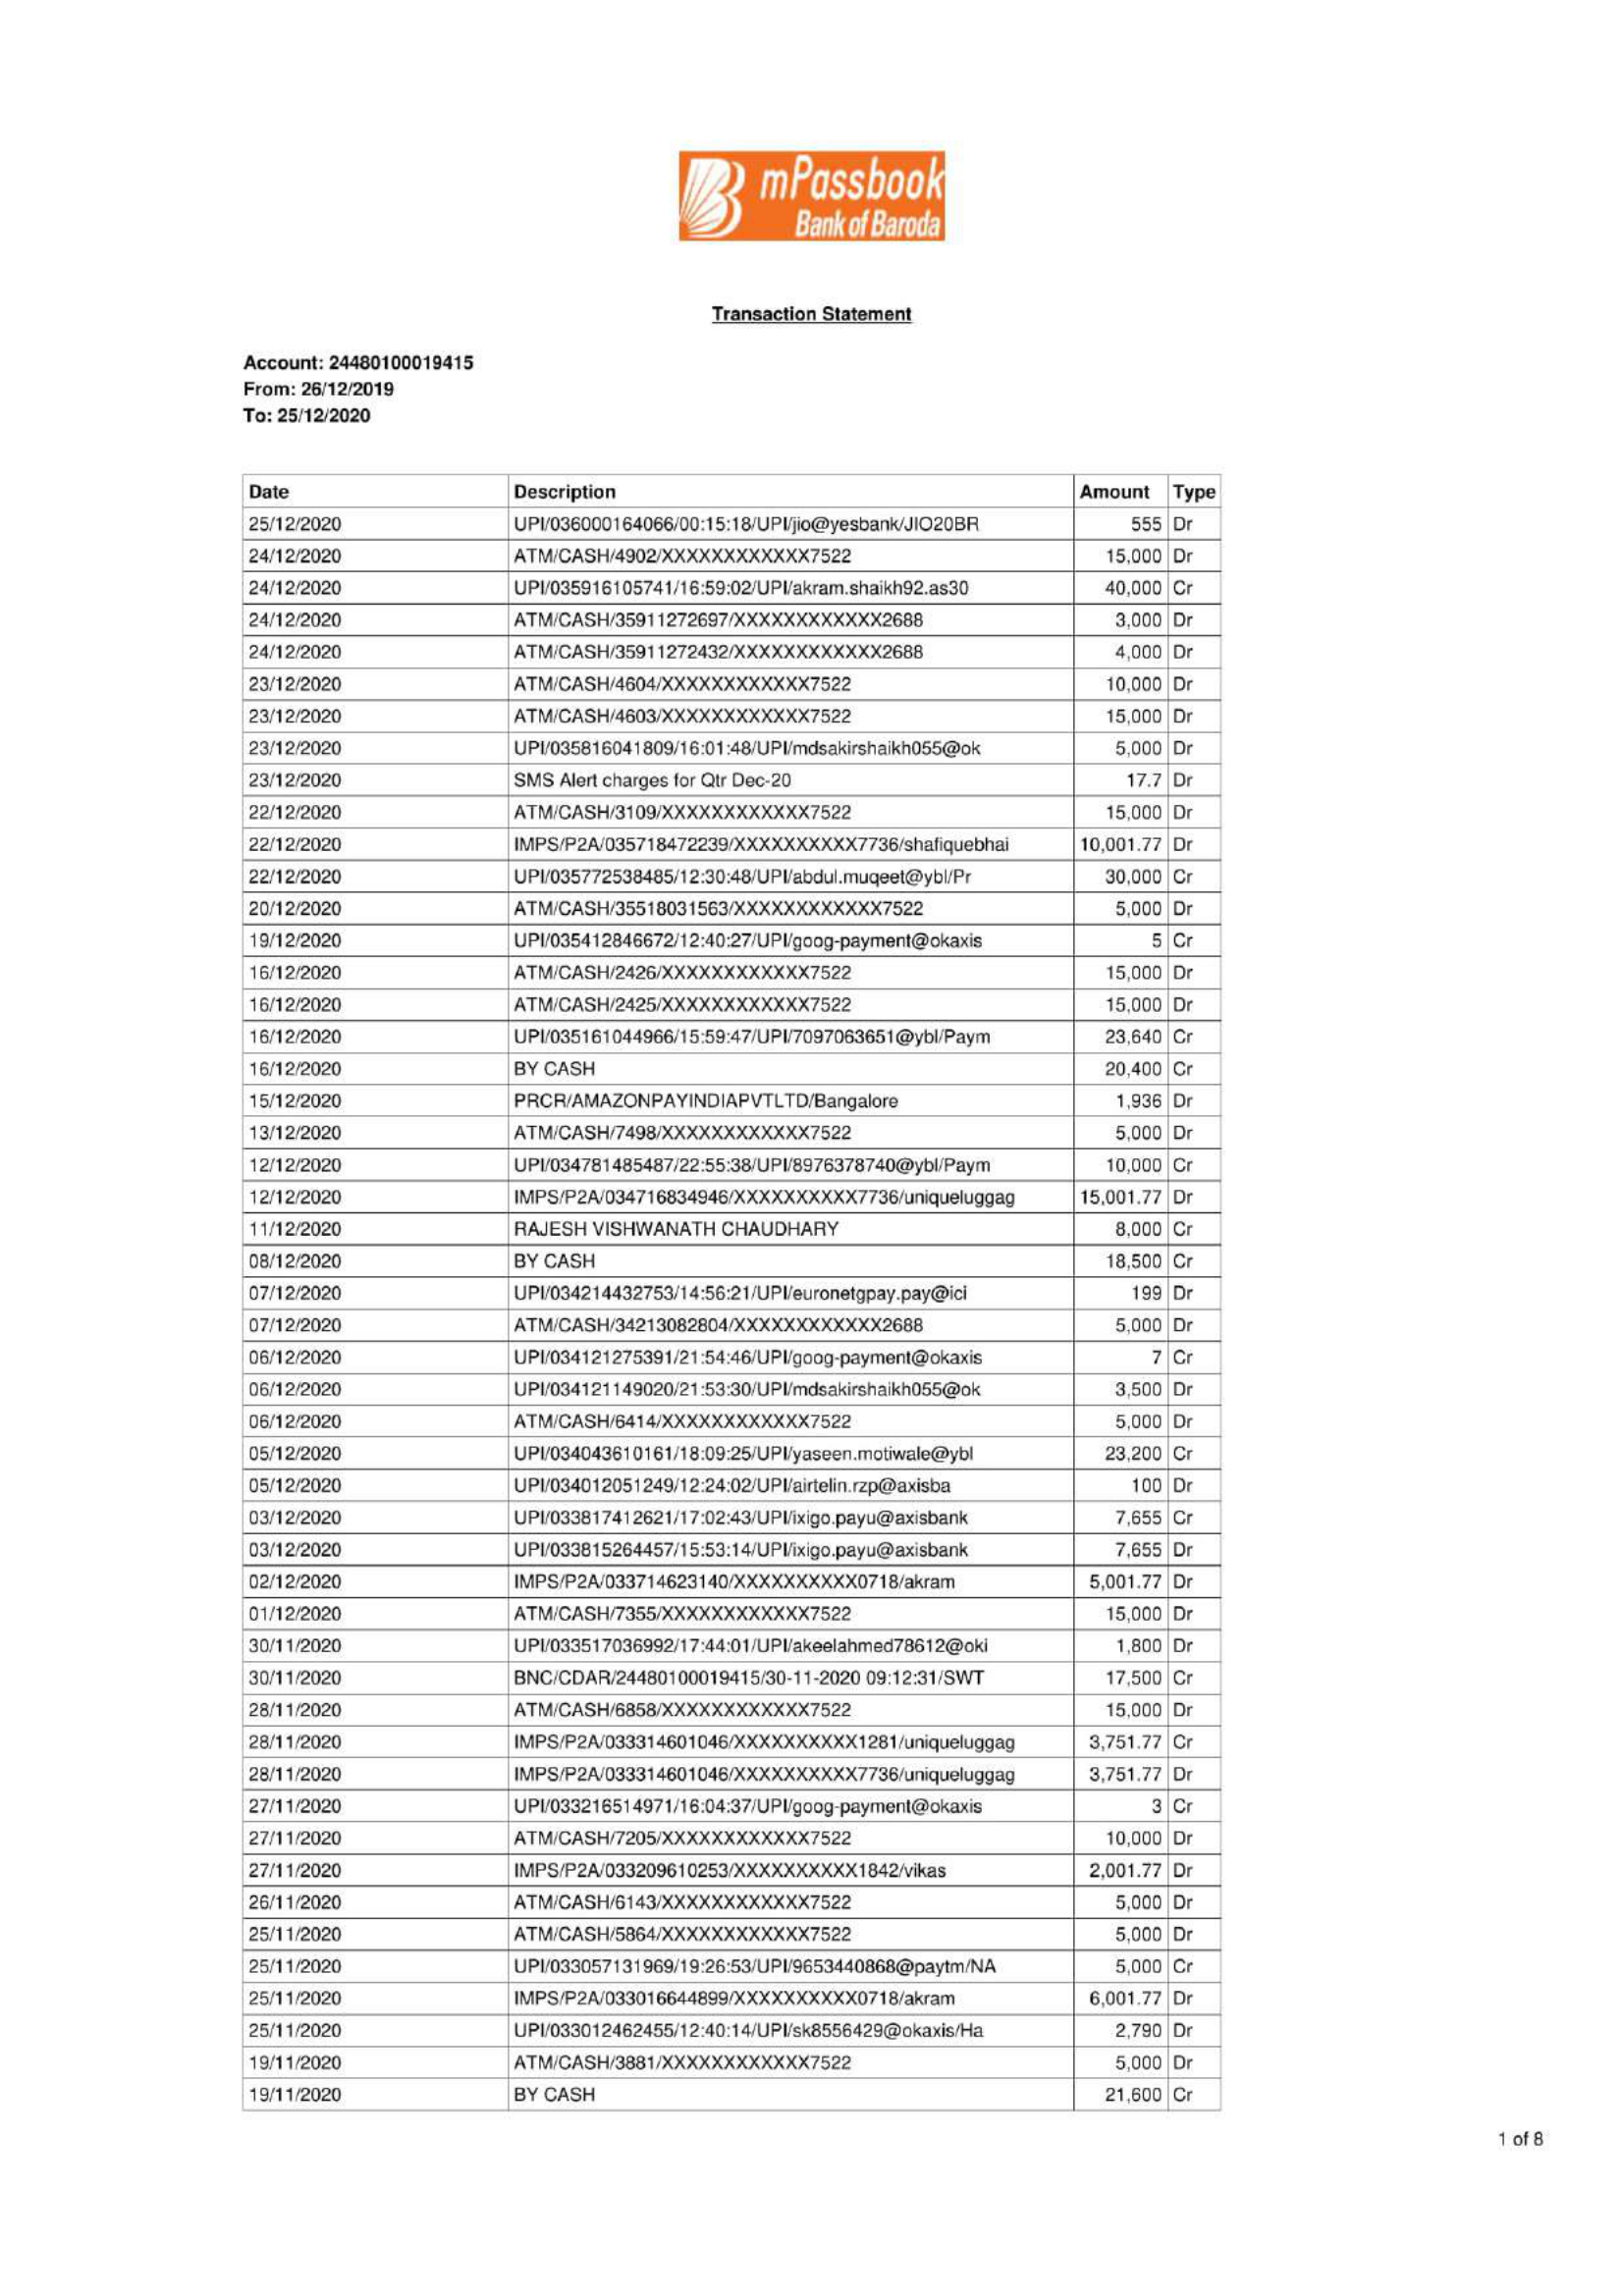 mPassbook
Bank of Baroda
Transaction Statement
Account: 24480100019415
From: 26/12/2019
To: 25/12/2020
Date Description Amount Type
25/12/2020 UPI/036000164066/00:15:18/UPI/jio@yesbank/JIO20BR 555 Dr
24/12/2020 ATM/CASH/4902/XXXXXXXXXXXX7522 15,000 Dr
24/12/2020 UPI/035916105741/16:59:02/UPI/akram.shaikh92.as30 40,000 Cr
24/12/2020 ATM/CASH/35911272697/XXXXXXXXXXXX2688 3,000 Dr
24/12/2020 ATM/CASH/35911272432/XXXXXXXXXXXX2688 4,000 Dr
23/12/2020 ATM/CASH/4604/XXXXXXXXXXXX7522 10,000 Dr
23/12/2020 ATM/CASH/4603/XXXXXXXXXXXX7522 15,000 Dr
23/12/2020 UPI/035816041809/16:01:48/UPI/mdsakirshaikh055@ok 5,000 Dr
23/12/2020 SMS Alert charges for Qtr Dec-20 17.7 Dr
22/12/2020 ATM/CASH/3109/XXXXXXXXXXXX7522 15,000 Dr
22/12/2020 IMPS/P2A/035718472239/XXXXXXXXXX7736/shafiquebhai 10,001.77 Dr
22/12/2020 UPI/035772538485/12:30:48/UPI/abdul.muqeet@ybl/Pr 30,000 Cr
20/12/2020 ATM/CASH/35518031563/XXXXXXXXXXXX7522 5,000 Dr
19/12/2020 UPI/035412846672/12:40:27/UPI/goog-payment@okaxis 5 Cr
16/12/2020 ATM/CASH/2426/XXXXXXXXXXXX7522 15,000 Dr
16/12/2020 ATM/CASH/2425/XXXXXXXXXXXX7522 15,000 Dr
16/12/2020 UPI/035161044966/15:59:47/UPI/7097063651@ybl/Paym 23,640 Cr
16/12/2020 BY CASH 20,400 Cr
15/12/2020 PRCR/AMAZONPAYINDIAPVTLTD/Bangalore 1,936 Dr
13/12/2020 ATM/CASH/7498/XXXXXXXXXXXX7522 5,000 Dr
12/12/2020 UPI/034781485487/22:55:38/UPI/8976378740@ybl/Paym 10,000 Cr
12/12/2020 IMPS/P2A/034716834946/XXXXXXXXXX7736/uniqueluggag 15,001.77 Dr
11/12/2020 RAJESH VISHWANATH CHAUDHARY 8,000 Cr
08/12/2020 BY CASH 18,500 Cr
07/12/2020 UPI/034214432753/14:56:21/UPI/euronetgpay.pay@ici 199 Dr
07/12/2020 ATM/CASH/34213082804/XXXXXXXXXXXX2688 5,000 Dr
06/12/2020 UPI/034121275391/21:54:46/UPI/goog-payment@okaxis 7 Cr
06/12/2020 UPI/034121149020/21:53:30/UPI/mdsakirshaikh055@ok 3,500 Dr
06/12/2020 ATM/CASH/6414/XXXXXXXXXXXX7522 5,000 Dr
05/12/2020 UPI/034043610161/18:09:25/UPI/yaseen.motiwale@ybl 23,200 Cr
05/12/2020 UPI/034012051249/12:24:02/UPI/airtelin.rzp@axisba 100 Dr
03/12/2020 UPI/033817412621/17:02:43/UPI/ixigo.payu@axisbank 7,655 Cr
03/12/2020 UPI/033815264457/15:53:14/UPI/ixigo.payu@axisbank 7,655 Dr
02/12/2020 IMPS/P2A/033714623140/XXXXXXXXXX0718/akram 5,001.77 Dr
01/12/2020 ATM/CASH/7355/XXXXXXXXXXXX7522 15,000 Dr
30/11/2020 UPI/033517036992/17:44:01/UPI/akeelahmed78612@oki 1,800 Dr
30/11/2020 BNC/CDAR/24480100019415/30-11-2020 09:12:31/SWT 17,500 Cr
28/11/2020 ATM/CASH/6858/XXXXXXXXXXXX7522 15,000 Dr
28/11/2020 IMPS/P2A/033314601046/XXXXXXXXXX1281/uniqueluggag 3,751.77 Cr
28/11/2020 IMPS/P2A/033314601046/XXXXXXXXXX7736/uniqueluggag 3,751.77 Dr
27/11/2020 UPI/033216514971/16:04:37/UPI/goog-payment@okaxis 3 Cr
27/11/2020 ATM/CASH/7205/XXXXXXXXXXXX7522 10,000 Dr
27/11/2020 IMPS/P2A/033209610253/XXXXXXXXXX1842/vikas 2,001.77 Dr
26/11/2020 ATM/CASH/6143/XXXXXXXXXXXX7522 5,000 Dr
25/11/2020 ATM/CASH/5864/XXXXXXXXXXXX7522 5,000 Dr
25/11/2020 UPI/033057131969/19:26:53/UPI/9653440868@paytm/NA 5,000 Cr
25/11/2020 IMPS/P2A/033016644899/XXXXXXXXXX0718/akram 6,001.77 Dr
25/11/2020 UPI/033012462455/12:40:14/UPI/sk8556429@okaxis/Ha 2,790 Dr
19/11/2020 ATM/CASH/3881/XXXXXXXXXXXX7522 5,000 Dr
19/11/2020 BY CASH 21,600 Cr
1 of 8